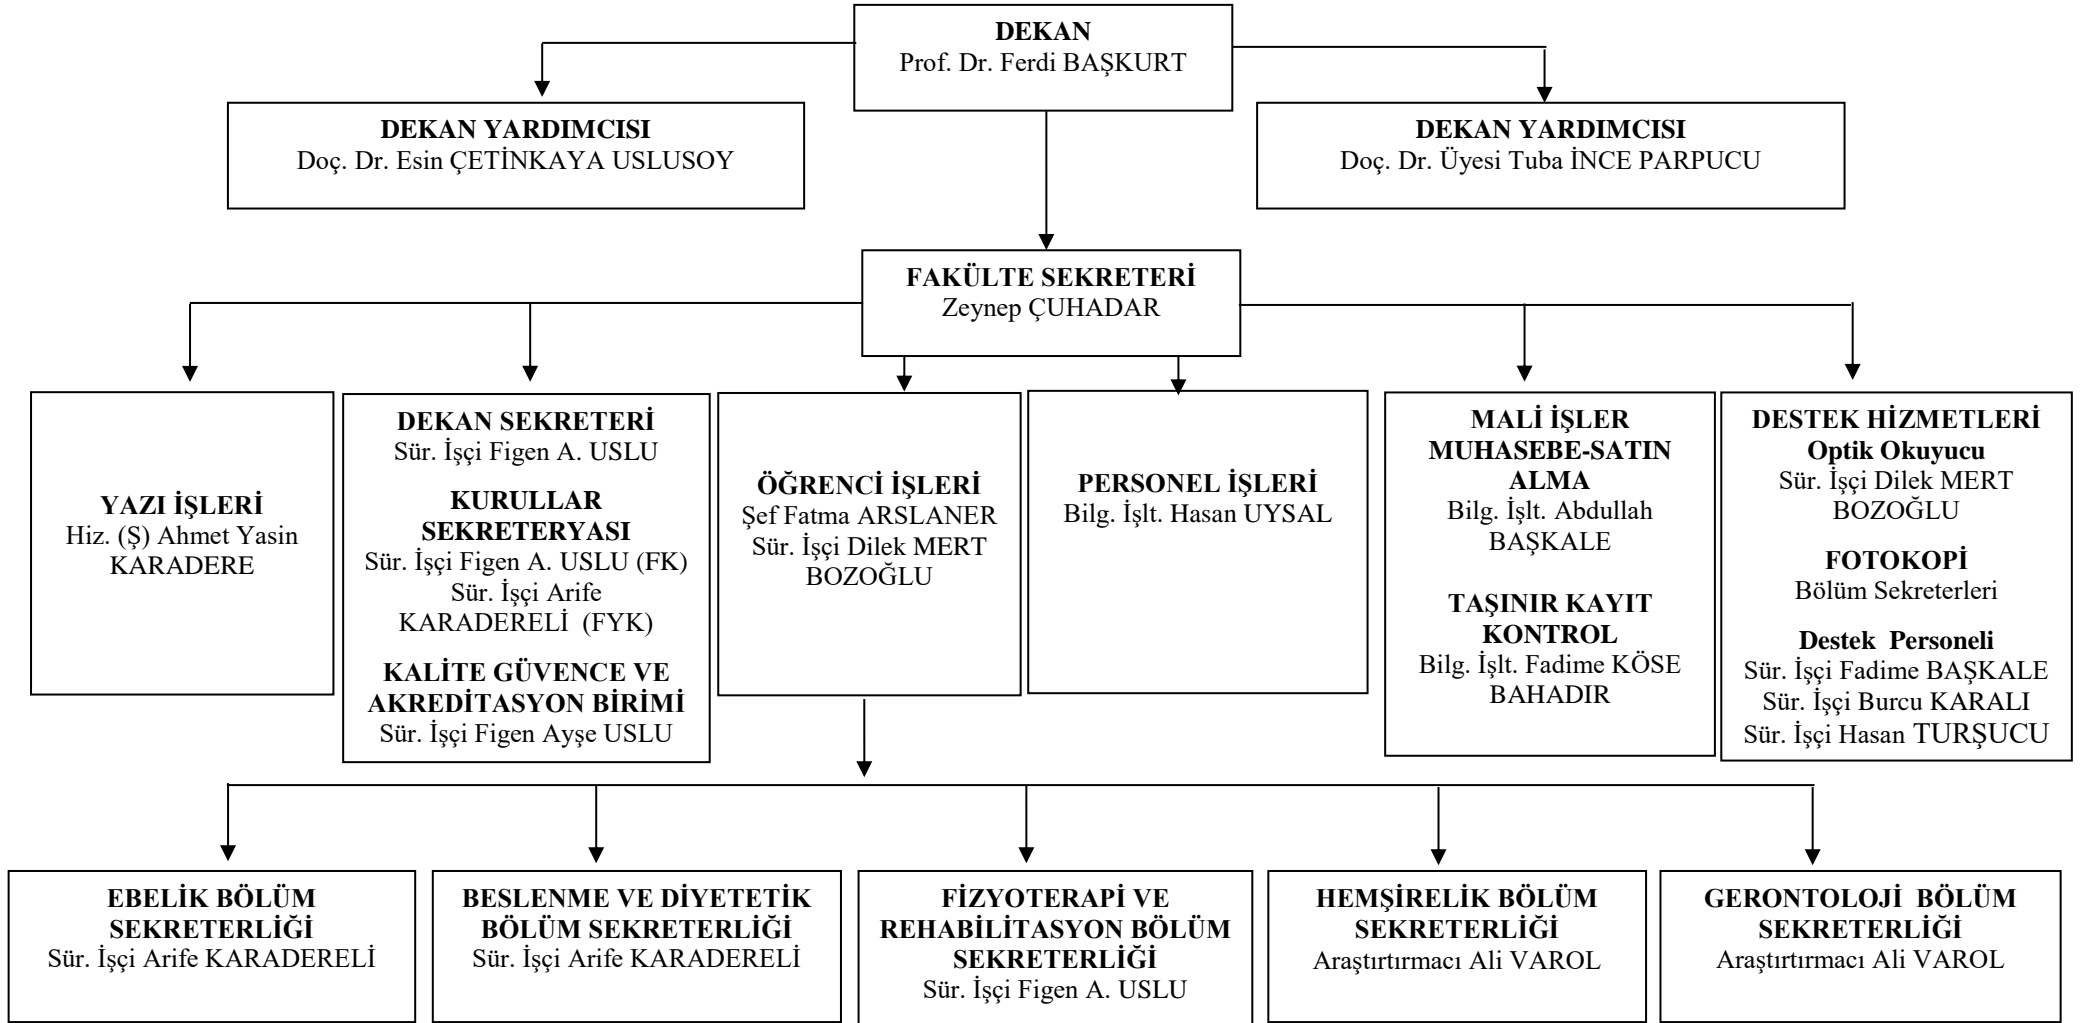 DEKAN
Prof. Dr. Ferdi BAŞKURT
DEKAN YARDIMCISI
Doç. Dr. Esin ÇETİNKAYA USLUSOY
DEKAN YARDIMCISI
Doç. Dr. Üyesi Tuba İNCE PARPUCU
FAKÜLTE SEKRETERİ
Zeynep ÇUHADAR
YAZI İŞLERİ
Hiz. (Ş) Ahmet Yasin
KARADERE
DEKAN SEKRETERİ
Sür. İşçi Figen A. USLU
KURULLAR
SEKRETERYASI
Sür. İşçi Figen A. USLU (FK)
Sür. İşçi Arife
KARADERELİ (FYK)
KALİTE GÜVENCE VE
AKREDİTASYON BİRİMİ
Sür. İşçi Figen Ayşe USLU
ÖĞRENCİ İŞLERİ
Şef Fatma ARSLANER
Sür. İşçi Dilek MERT
BOZOĞLU
PERSONEL İŞLERİ
Bilg. İşlt. Hasan UYSAL
MALİ İŞLER
MUHASEBE-SATIN
ALMA
Bilg. İşlt. Abdullah
BAŞKALE
TAŞINIR KAYIT
KONTROL
Bilg. İşlt. Fadime KÖSE
BAHADIR
DESTEK HİZMETLERİ
Optik Okuyucu
Sür. İşçi Dilek MERT
BOZOĞLU
FOTOKOPİ
Bölüm Sekreterleri
Destek Personeli
Sür. İşçi Fadime BAŞKALE
Sür. İşçi Burcu KARALI
Sür. İşçi Hasan TURŞUCU
EBELİK BÖLÜM
SEKRETERLİĞİ
Sür. İşçi Arife KARADERELİ
BESLENME VE DİYETETİK
BÖLÜM SEKRETERLİĞİ
Sür. İşçi Arife KARADERELİ
FİZYOTERAPİ VE
REHABİLİTASYON BÖLÜM
SEKRETERLİĞİ
Sür. İşçi Figen A. USLU
HEMŞİRELİK BÖLÜM
SEKRETERLİĞİ
Araştırtırmacı Ali VAROL
GERONTOLOJİ BÖLÜM
SEKRETERLİĞİ
Araştırtırmacı Ali VAROL